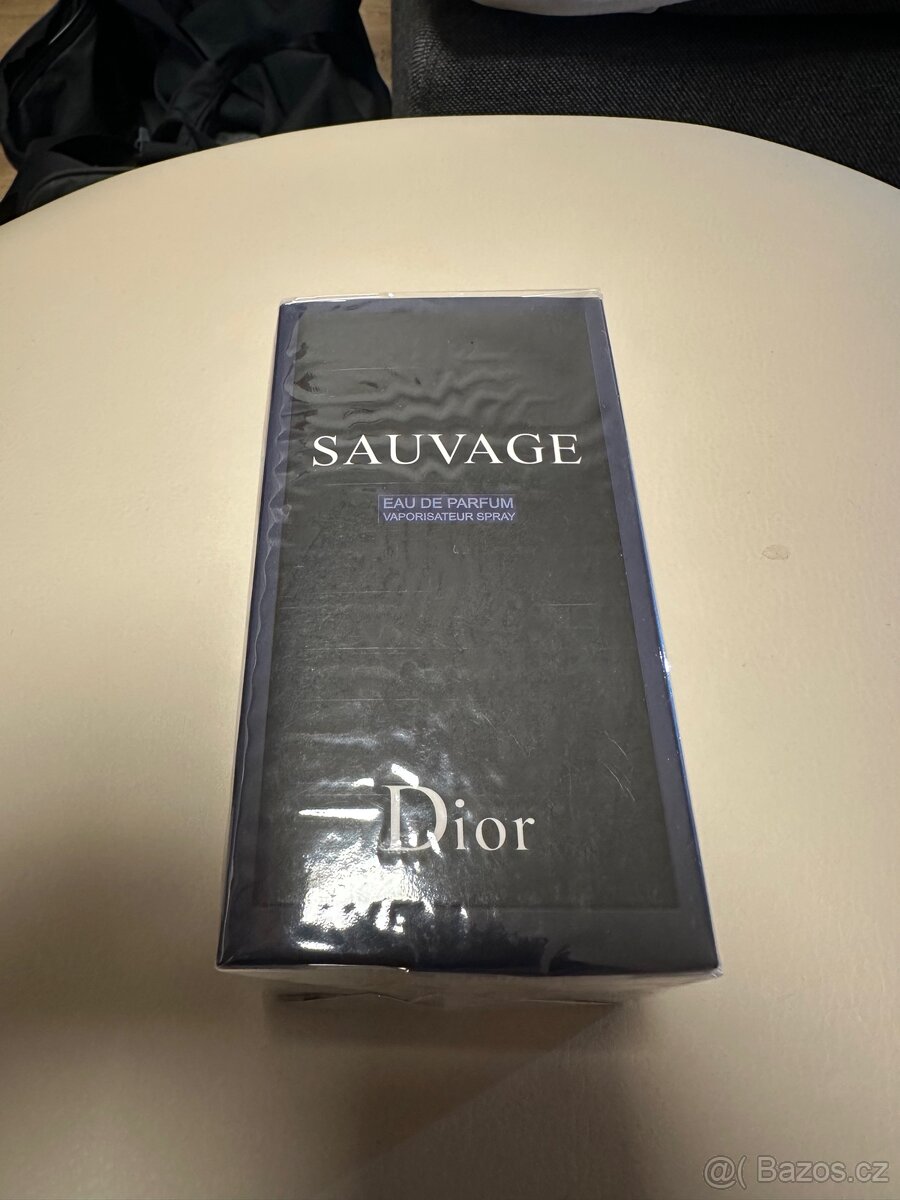 SAUVAGE
EAU DE PARFUM
VAPORISATEUR SPRAY
Dior
@( Bazos.cz